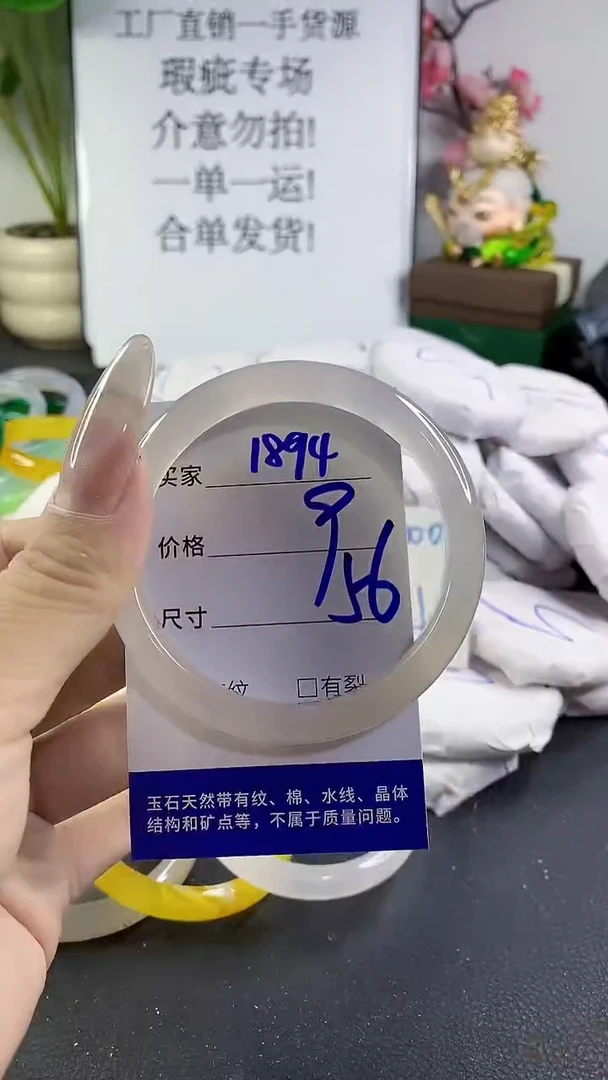 工厂直销一手货源
瑕疵专场
介意勿拍!
一单一运!
合单发货!
买家 1894
价格 9
尺寸 56
纹 □有裂
玉石天然带有纹、棉、水线、晶体
结构和矿点等，不属于质量问题。